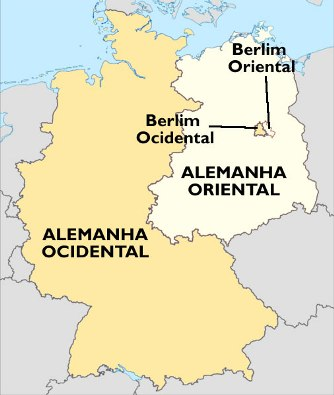 Berlim
Oriental
Berlim
Ocidental
ALEMANHA
ORIENTAL
ALEMANHA
OCIDENTAL